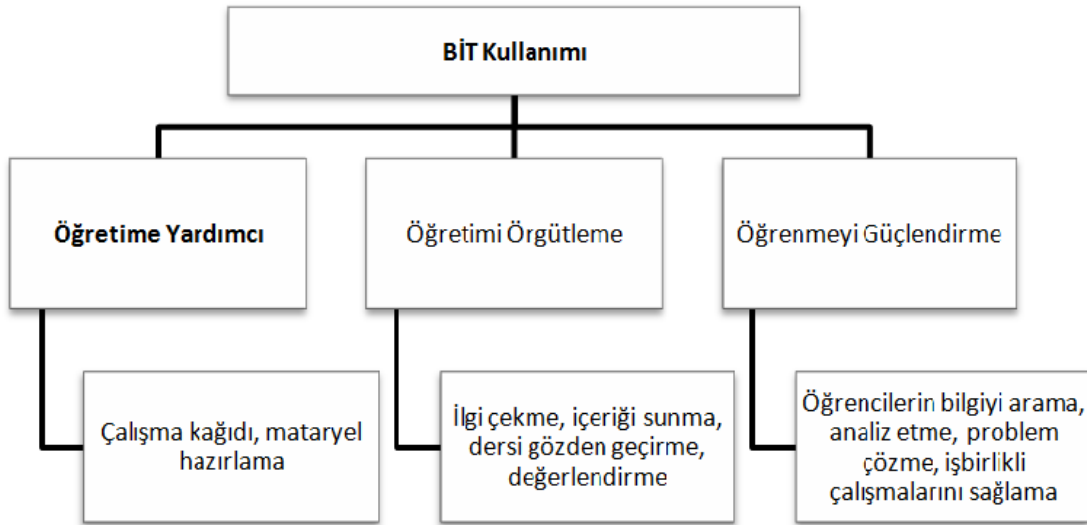 BİT Kullanımı
Öğretime Yardımcı
Öğretimi Örgütleme
Öğrenmeyi Güçlendirme
Çalışma kağıdı, mataryel
hazırlama
İlgi çekme, içeriği sunma,
dersi gözden geçirme,
değerlendirme
Öğrencilerin bilgiyi arama,
analiz etme, problem
çözme, işbirlikli
çalışmalarını sağlama